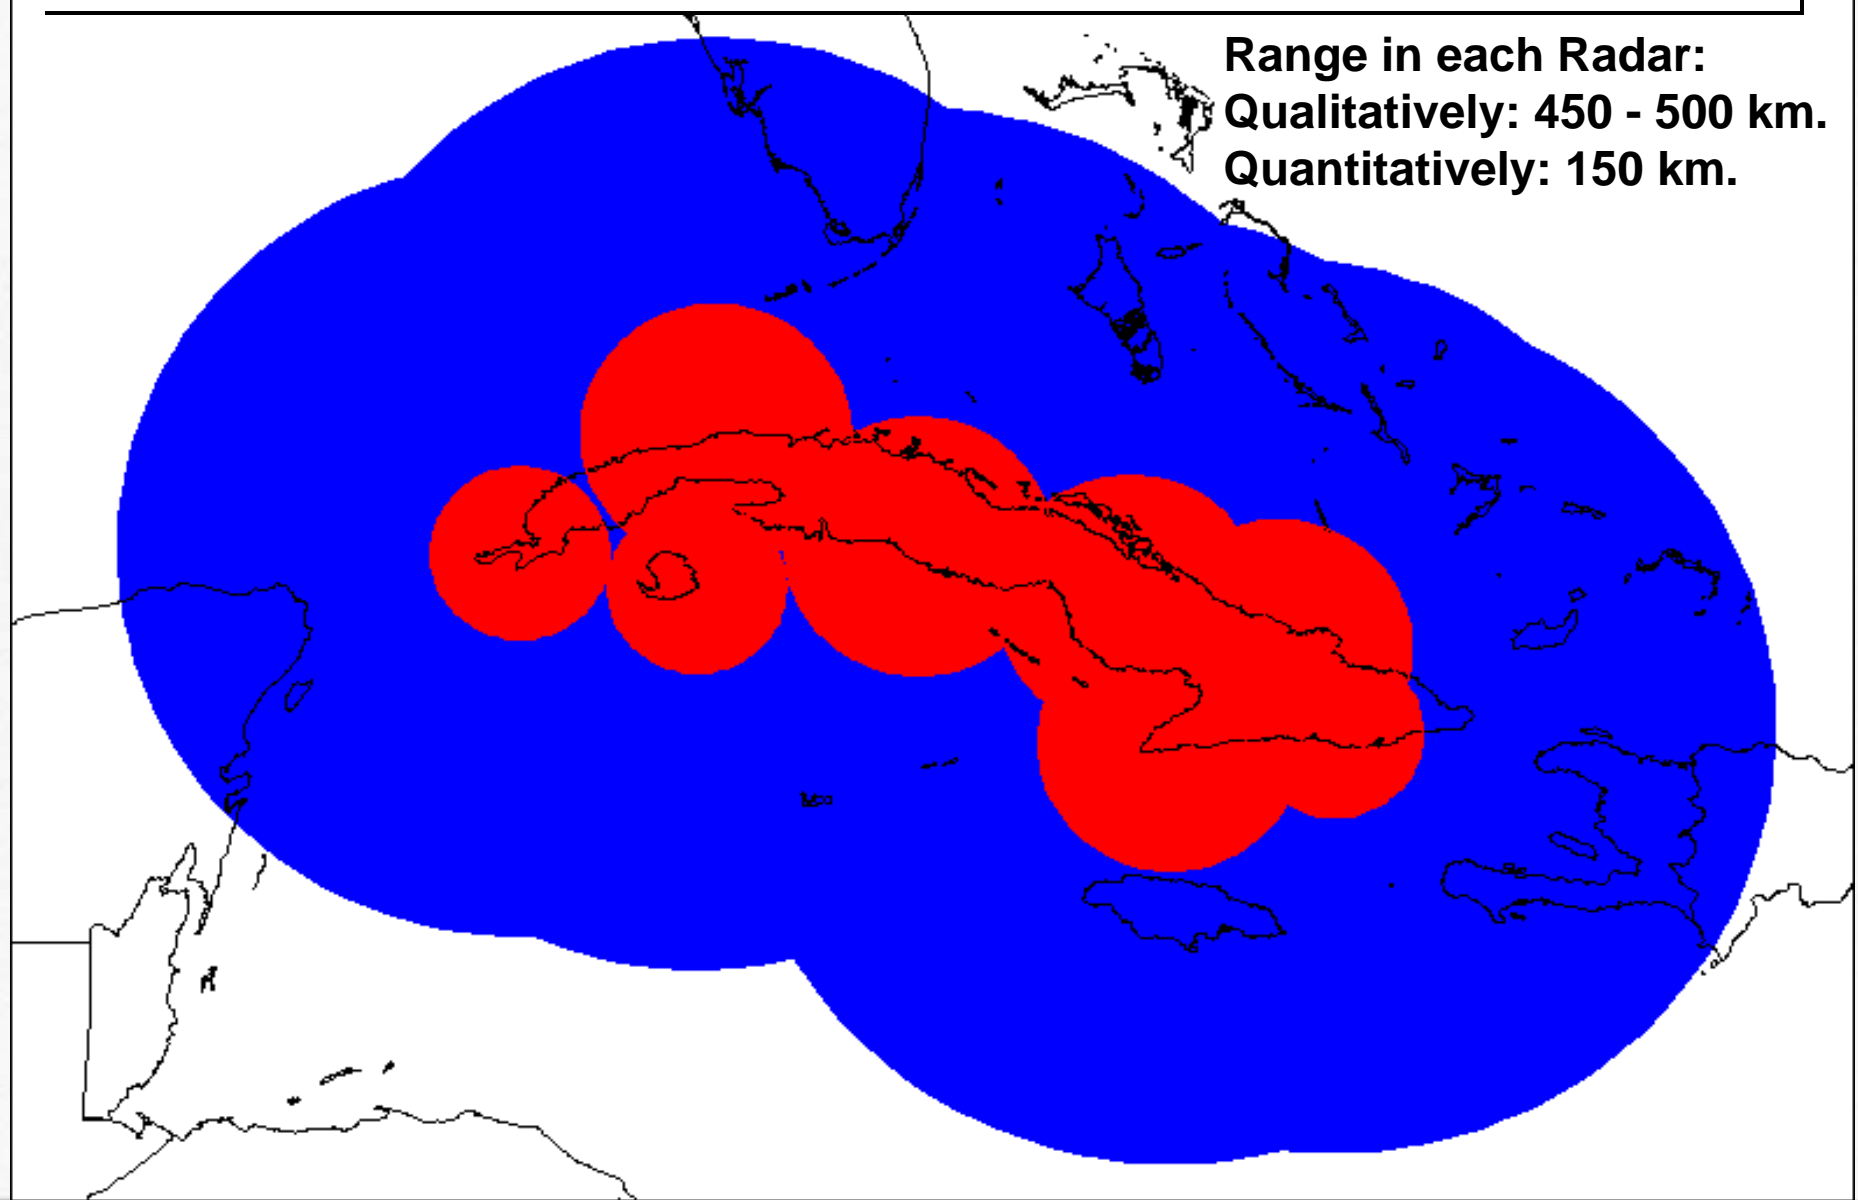 Range in each Radar:
Qualitatively: 450 - 500 km.
Quantitatively: 150 km.